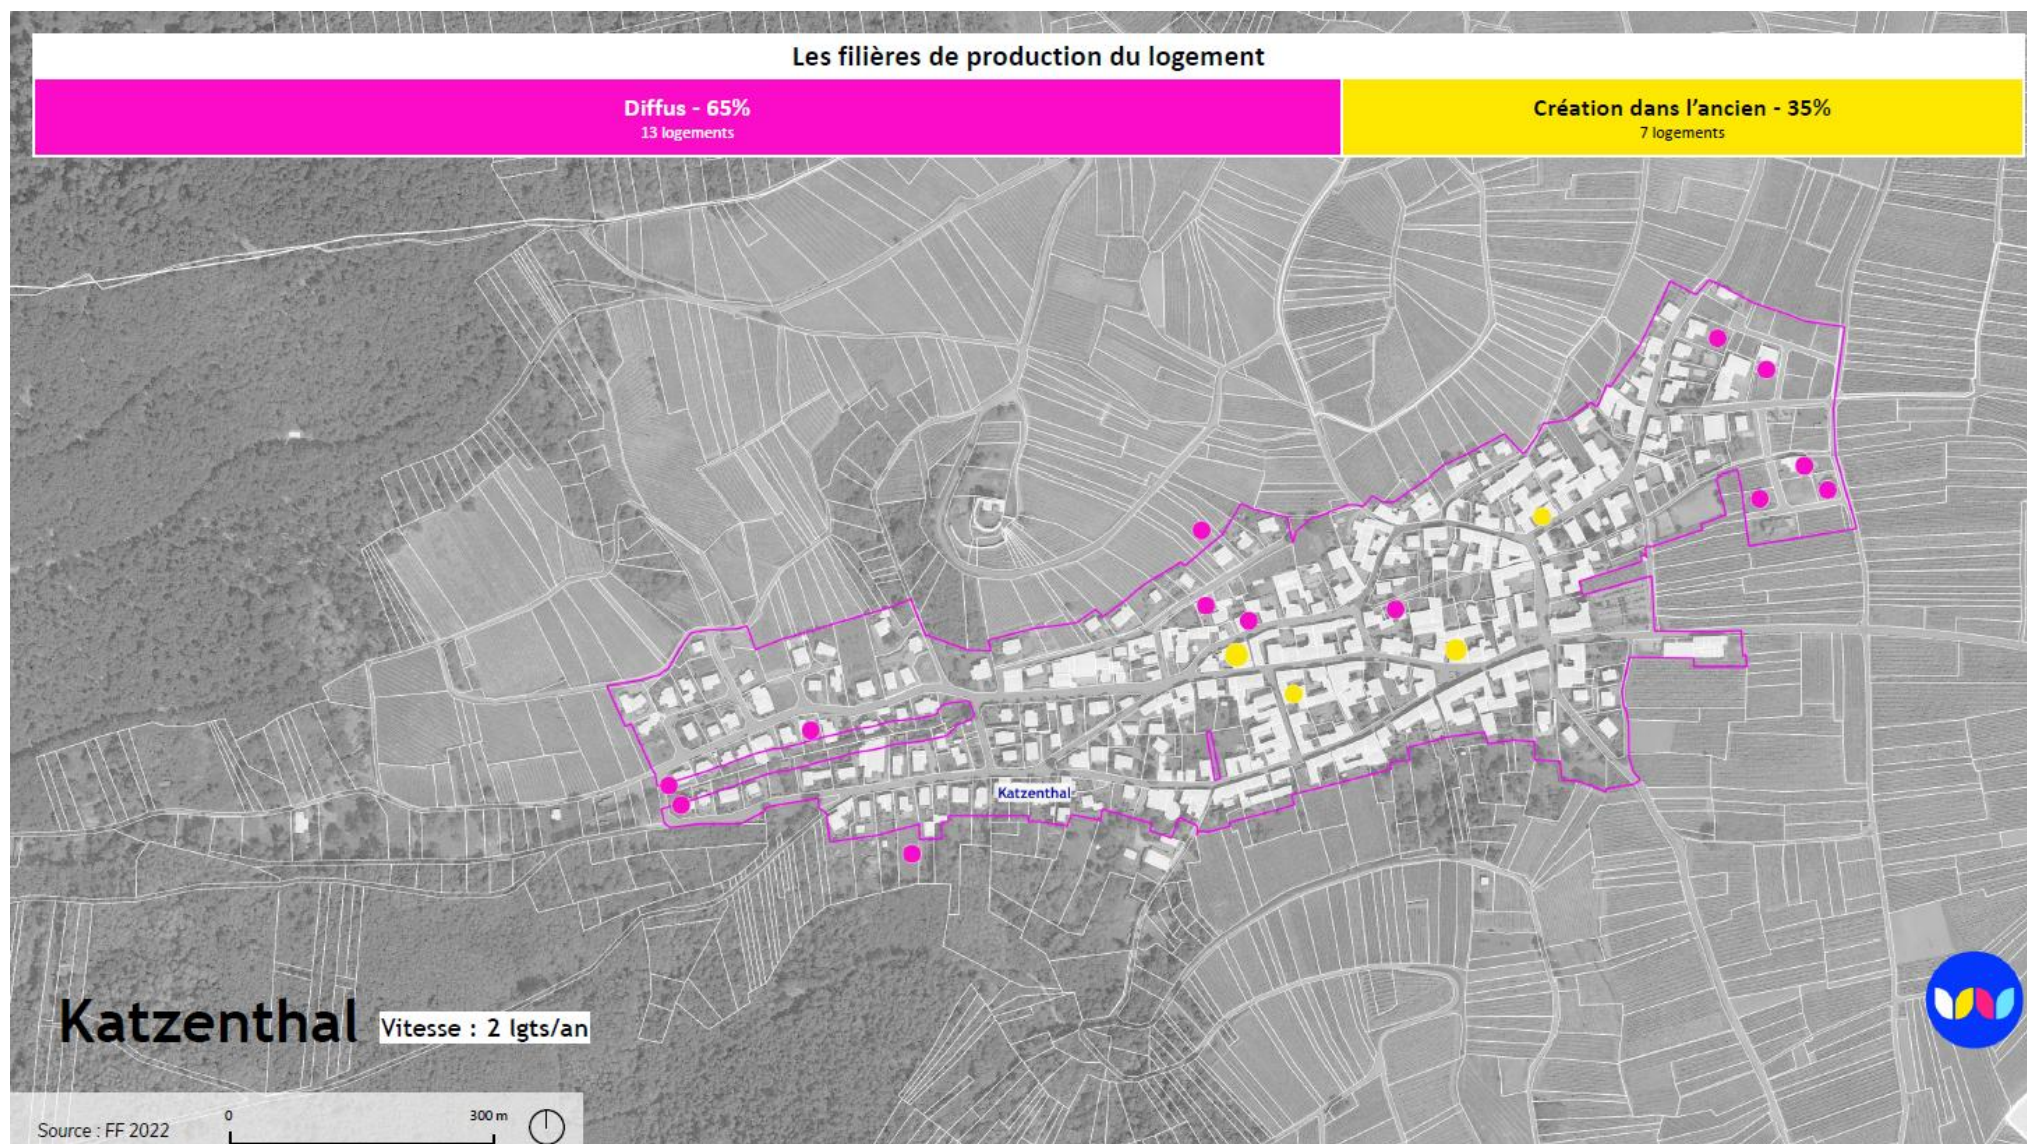 Les filières de production du logement
Diffus - 65%
13 logements
Création dans l'ancien - 35%
7 logements
Katzenthal
Katzenthal
Vitesse : 2 lgts/an
0
300 m
Source : FF 2022